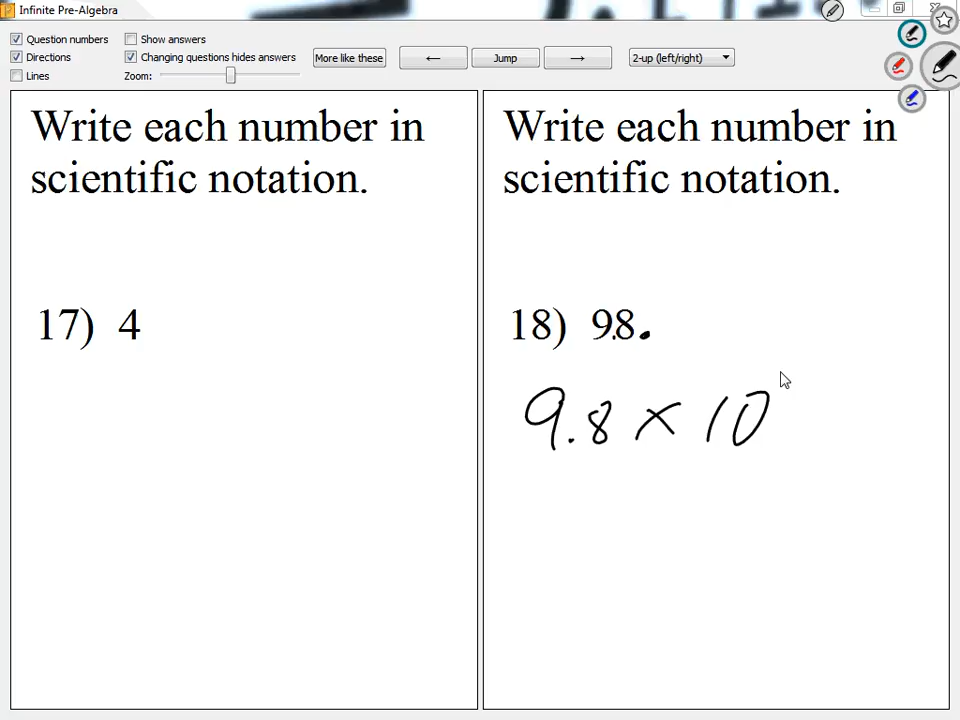 Infinite Pre-Algebra
Question numbers
Show answers
Directions
Changing questions hides answers
More like these
←
Jump
→
2-up (left/right)
Lines
Zoom:
Write each number in
scientific notation.
17) 4
Write each number in
scientific notation.
18) 9.8.
9.8 × 10